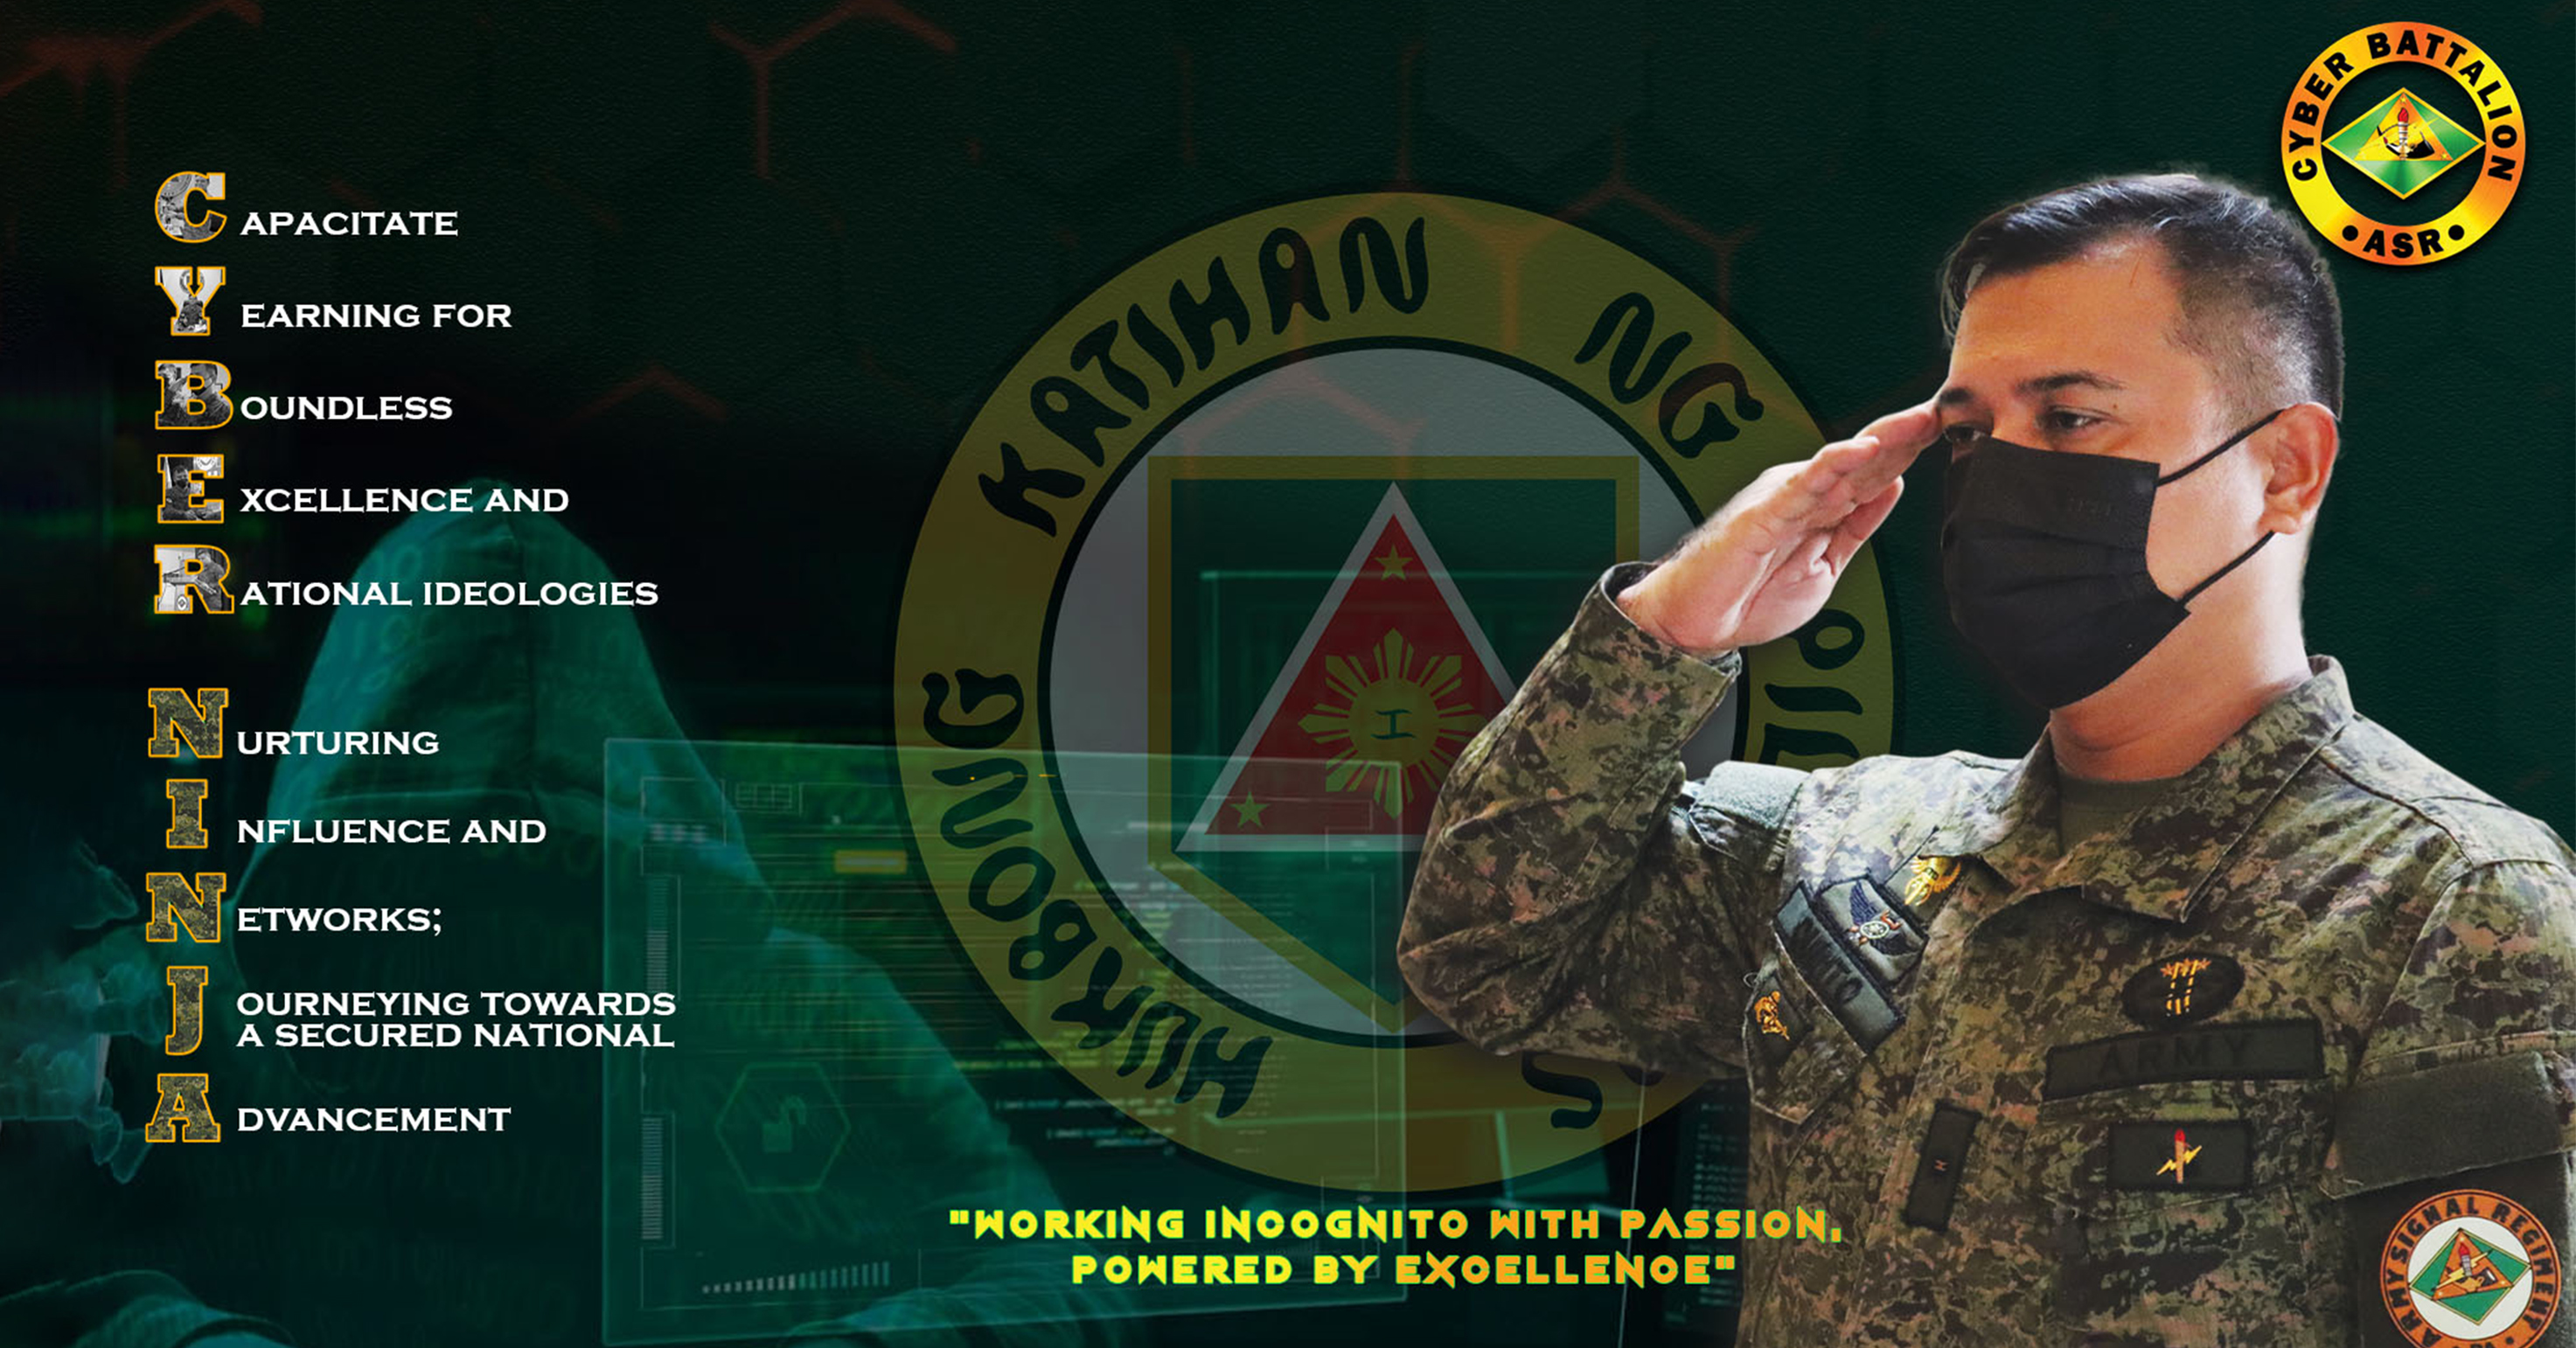 CAPACITATE
YEARNING FOR
BOUNDLESS
EXCELLENCE AND
RATIONAL IDEOLOGIES
NURTURING
INFLUENCE AND
NETWORKS;
JOURNEYING TOWARDS
A SECURED NATIONAL
ADVANCEMENT
HUKBONG KATIHAN NG
"WORKING INCOGNITO WITH PASSION,
POWERED BY EXCELLENCE"
CYBER BATTALION
•ASR•
ARMY
ARMY SIGNAL REGIMENT